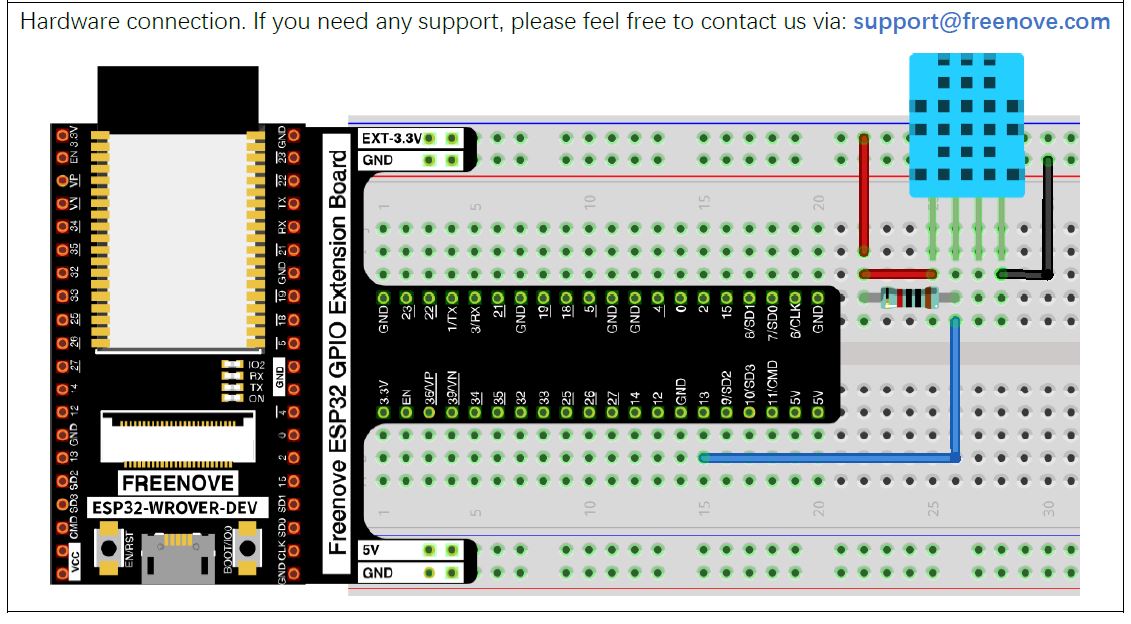 Hardware connection. If you need any support, please feel free to contact us via: support@freenove.com
EXT-3.3V
GND
1 5 10 15 20
GND 23 22 1/TX 3/RX 21 GND 19 18 5 GND GND 4 0 2 15 8/SD1 7/SD0 6/CLK GND
3.3V EN 36/VP 39/VN 34 35 32 33 25 26 27 14 12 GND 13 9/SD2 10/SD3 11/CMD 5V 5V
1 5 10 15 20 25 30
5V
GND
Freenove ESP32 GPIO Extension Board
3.3V EN VP VN 34 35 32 33 25 26 27 14 12 GND 13 SD2 SD3 CMD VCC
GND 23 22 TX RX 21 GND 19 18 5 GND 4 0 2 15 SD1 SD0 CLK GND
IO2
RX
TX
ON
FREENOVE
ESP32-WROVER-DEV
EN/RST
BOOT/IO0